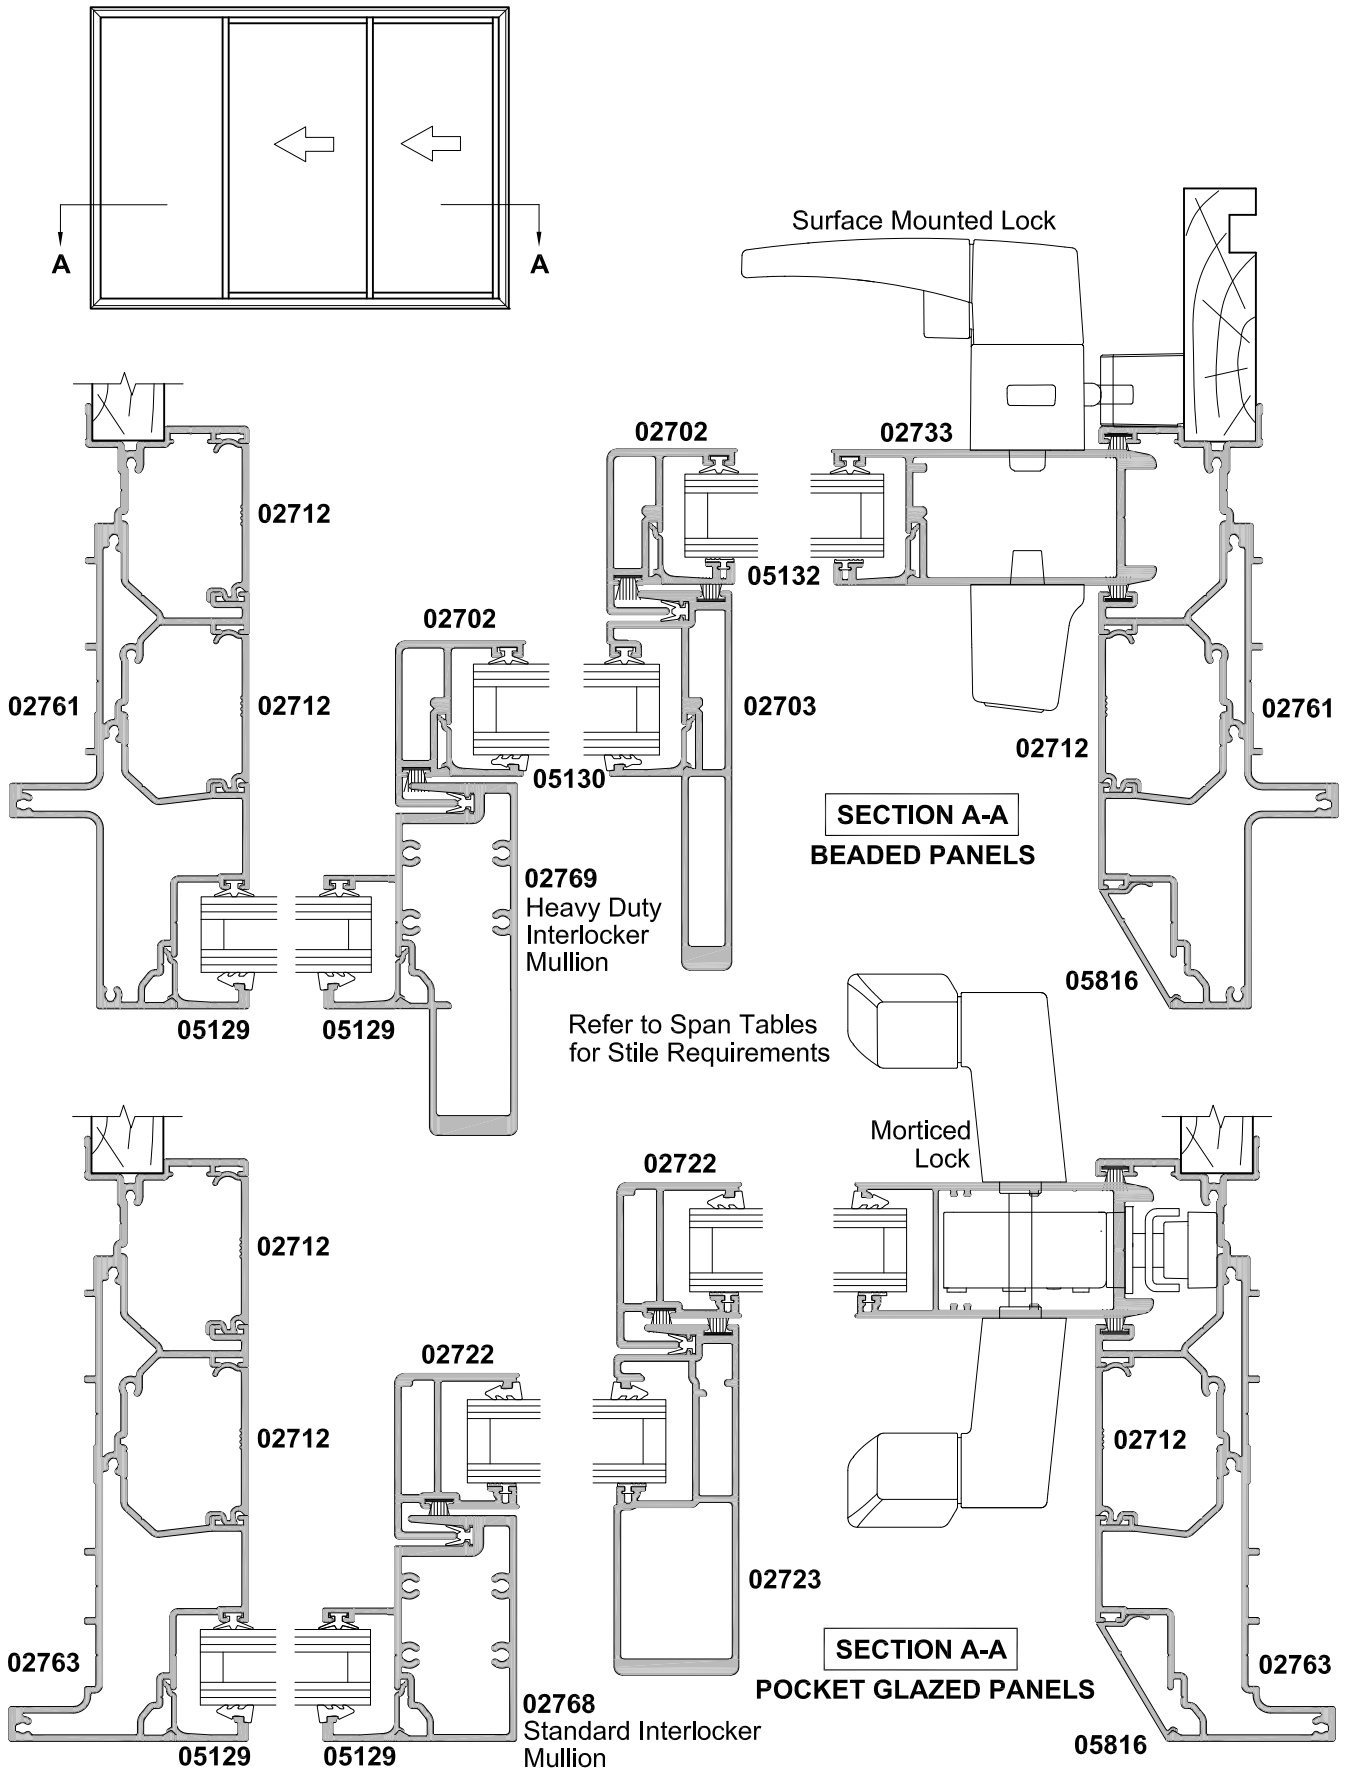 A
A
Surface Mounted Lock
02702
02733
02712
05132
02702
02761
02712
02703
02761
02712
05130
SECTION A-A
BEADED PANELS
02769
Heavy Duty
Interlocker
Mullion
05816
05129
05129
Refer to Span Tables
for Stile Requirements
Morticed
Lock
02722
02712
02722
02712
02712
02723
SECTION A-A
POCKET GLAZED PANELS
02763
02763
02768
Standard Interlocker
Mullion
05129
05129
05816